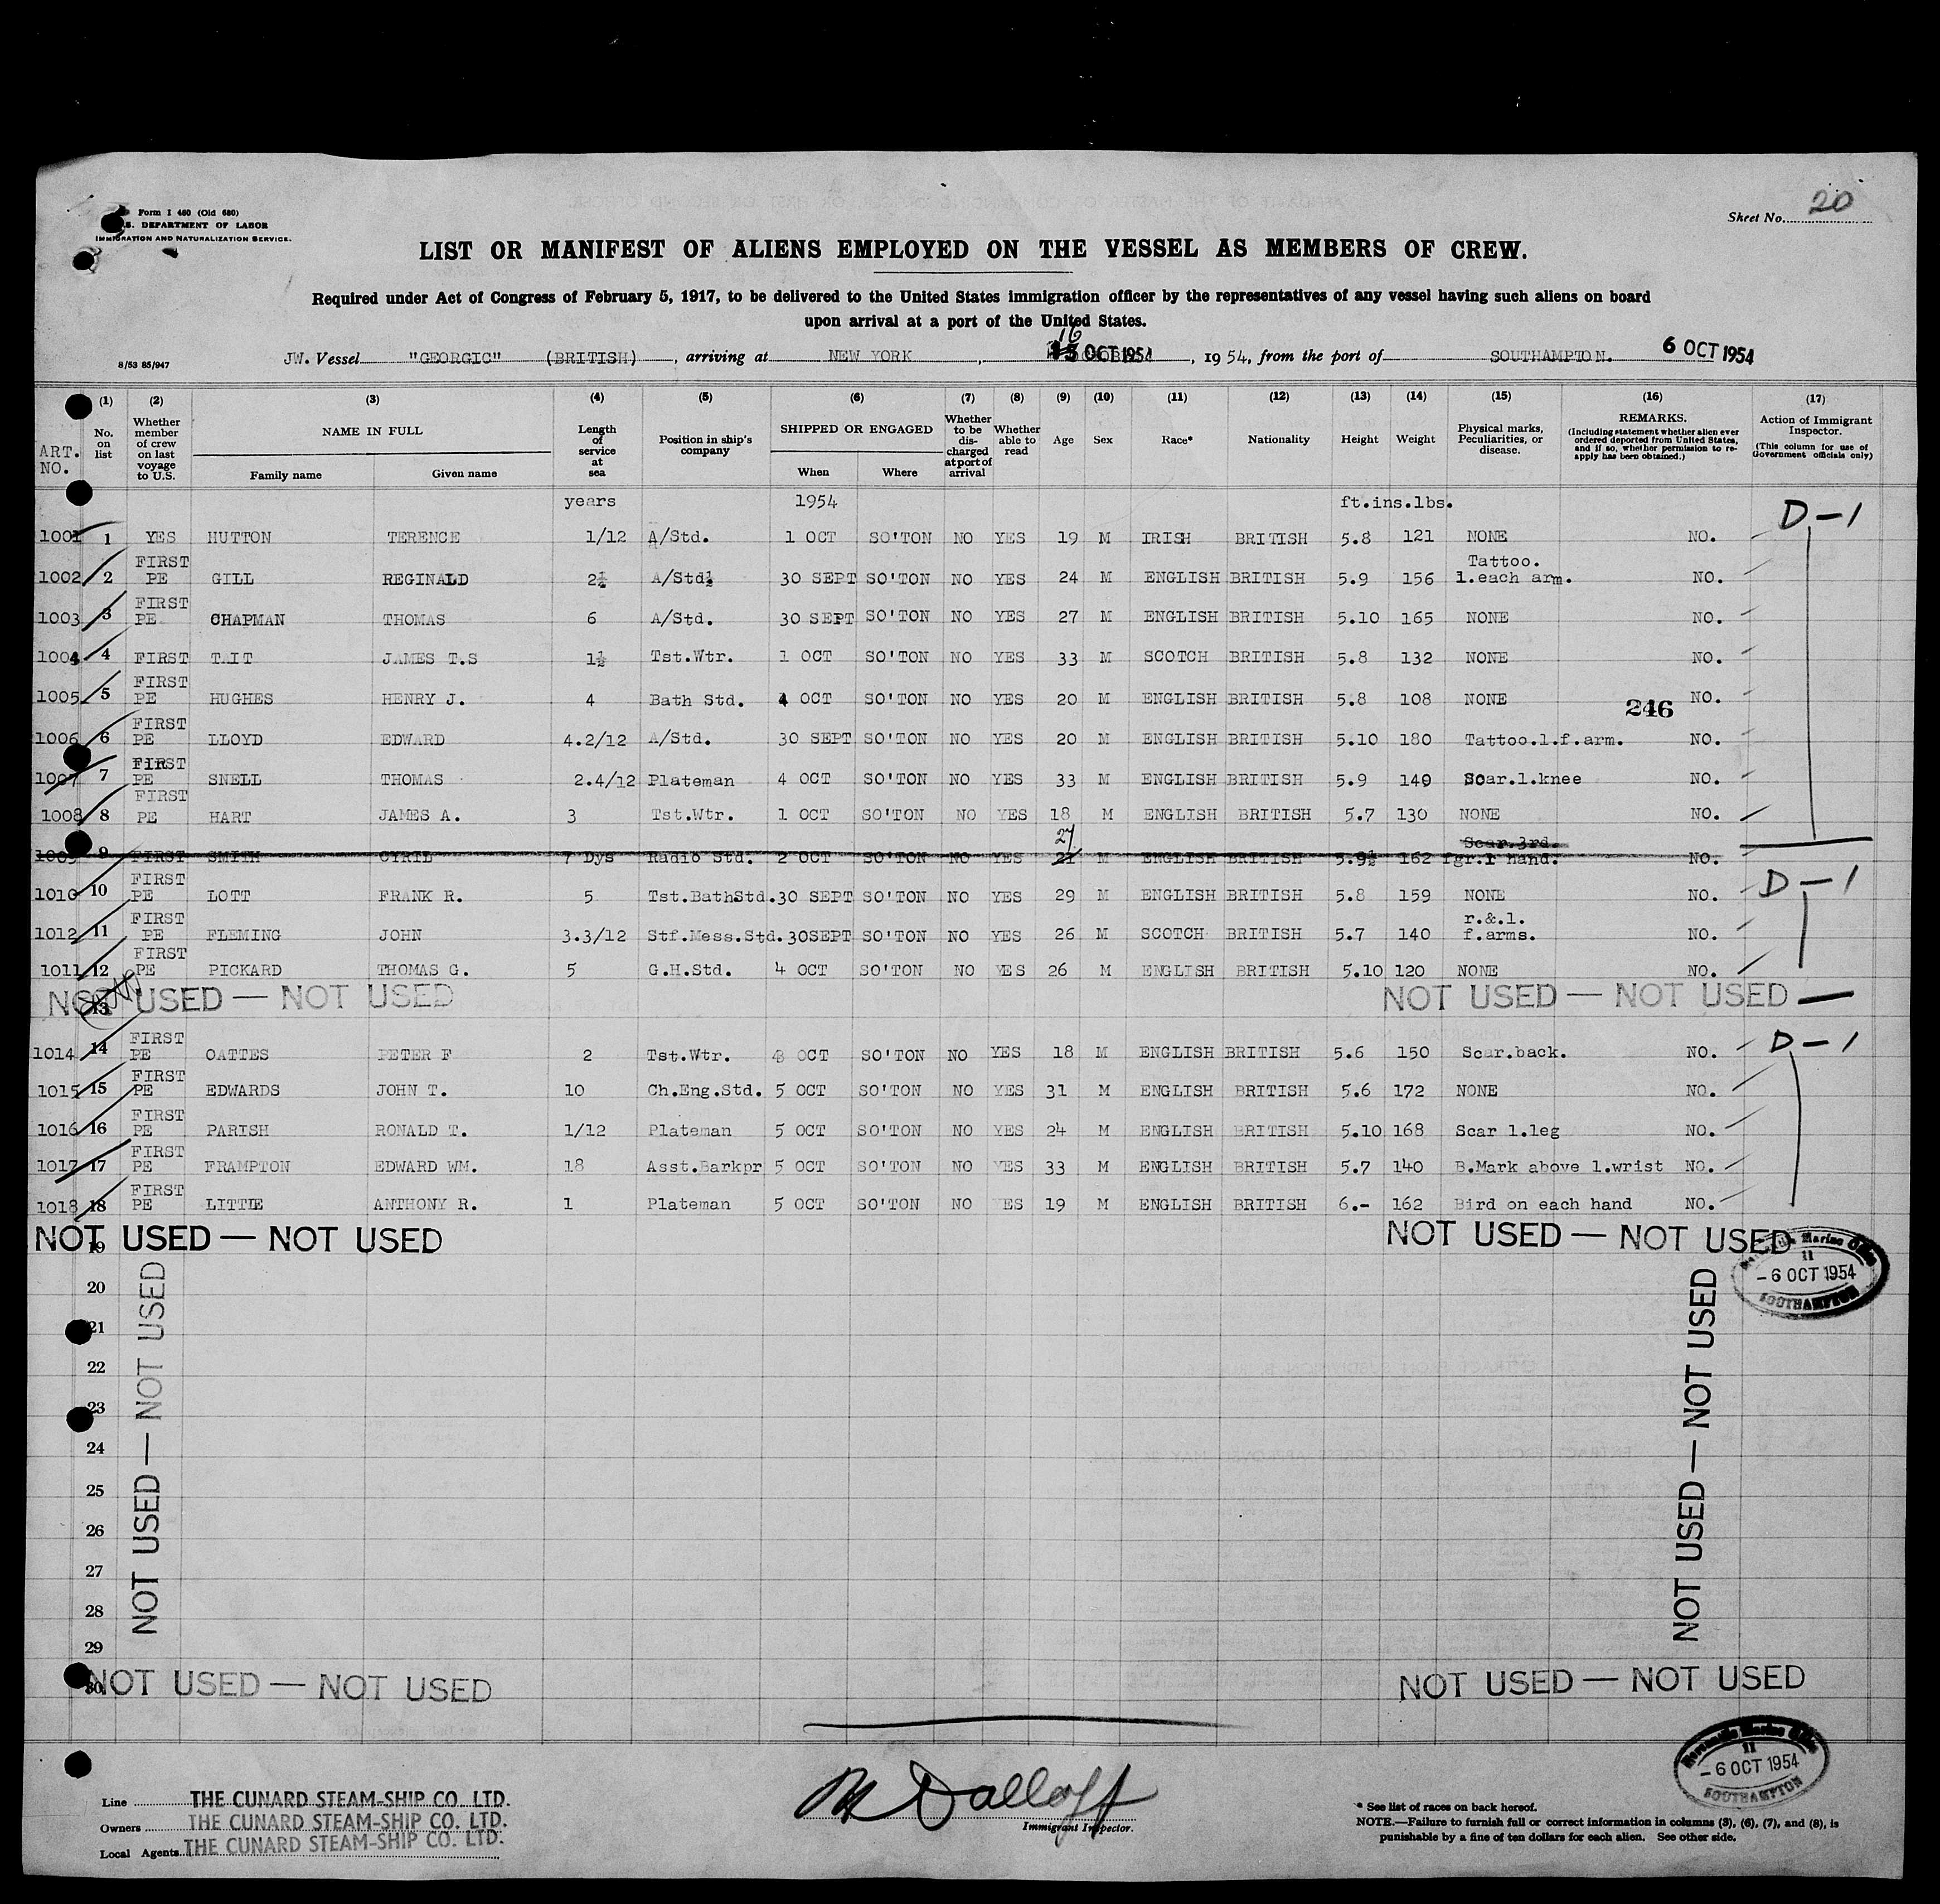 Form I 480 (Old 680)
DEPARTMENT OF LABOR
IMMIGRATION AND NATURALIZATION SERVICE.
Sheet No. 20
LIST OR MANIFEST OF ALIENS EMPLOYED ON THE VESSEL AS MEMBERS OF CREW.
Required under Act of Congress of February 5, 1917, to be delivered to the United States immigration officer by the representatives of any vessel having such aliens on board
upon arrival at a port of the United States.
8/53 85/947
JW. Vessel "GEORGIC" (BRITISH), arriving at NEW YORK, 16 OCT 1954, 1954, from the port of SOUTHAMPTON. 6 OCT 1954
ART. NO. (1) No. on list (2) Whether member of crew on last voyage to U.S. (3) NAME IN FULL Family name Given name (4) Length of service at sea (5) Position in ship's company (6) SHIPPED OR ENGAGED When Where (7) Whether to be discharged at port of arrival (8) Whether able to read (9) Age (10) Sex (11) Race* (12) Nationality (13) Height (14) Weight (15) Physical marks, Peculiarities, or disease. (16) REMARKS. (Including statement whether alien ever ordered deported from United States, and if so, whether permission to re-apply has been obtained.) (17) Action of Immigrant Inspector. (This column for use of Government officials only)
years 1954 ft.ins.lbs.
1001 1 YES HUTTON TERENCE 1/12 A/Std. 1 OCT SO'TON NO YES 19 M IRISH BRITISH 5.8 121 NONE NO. D-1
1002 2 FIRST PE GILL REGINALD 2½ A/Std. 30 SEPT SO'TON NO YES 24 M ENGLISH BRITISH 5.9 156 Tattoo. l.each arm. NO.
1003 3 FIRST PE CHAPMAN THOMAS 6 A/Std. 30 SEPT SO'TON NO YES 27 M ENGLISH BRITISH 5.10 165 NONE NO.
1004 4 FIRST TAIT JAMES T.S 1½ Tst.Wtr. 1 OCT SO'TON NO YES 33 M SCOTCH BRITISH 5.8 132 NONE NO.
1005 5 FIRST PE HUGHES HENRY J. 4 Bath Std. 4 OCT SO'TON NO YES 20 M ENGLISH BRITISH 5.8 108 NONE 246 NO.
1006 6 FIRST PE LLOYD EDWARD 4.2/12 A/Std. 30 SEPT SO'TON NO YES 20 M ENGLISH BRITISH 5.10 180 Tattoo.l.f.arm. NO.
1007 7 FIRST PE SNELL THOMAS 2.4/12 Plateman 4 OCT SO'TON NO YES 33 M ENGLISH BRITISH 5.9 140 Scar.l.knee NO.
1008 8 FIRST PE HART JAMES A. 3 Tst.Wtr. 1 OCT SO'TON NO YES 18 M ENGLISH BRITISH 5.7 130 NONE NO.
1009 9 FIRST SMITH CYRIL 7 Dys Radio Std. 2 OCT SO'TON NO YES 21 27 M ENGLISH BRITISH 5.9½ 162 Scar.3rd. fgr.l hand. NO.
1010 10 FIRST PE LOTT FRANK R. 5 Tst.BathStd. 30 SEPT SO'TON NO YES 29 M ENGLISH BRITISH 5.8 159 NONE NO. D-1
1012 11 FIRST PE FLEMING JOHN 3.3/12 Stf.Mess.Std. 30SEPT SO'TON NO YES 26 M SCOTCH BRITISH 5.7 140 r.&.l. f.arms. NO.
1011 12 FIRST PE PICKARD THOMAS G. 5 G.H.Std. 4 OCT SO'TON NO YES 26 M ENGLISH BRITISH 5.10 120 NONE NO.
13 NOT USED — NOT USED NOT USED — NOT USED
1014 14 FIRST PE OATTES PETER F 2 Tst.Wtr. OCT SO'TON NO YES 18 M ENGLISH BRITISH 5.6 150 Scar.back. NO. D-1
1015 15 FIRST PE EDWARDS JOHN T. 10 Ch.Eng.Std. 5 OCT SO'TON NO YES 31 M ENGLISH BRITISH 5.6 172 NONE NO.
1016 16 FIRST PE PARISH RONALD T. 1/12 Plateman 5 OCT SO'TON NO YES 24 M ENGLISH BRITISH 5.10 168 Scar l.leg NO.
1017 17 FIRST PE FRAMPTON EDWARD WM. 18 Asst.Barkpr 5 OCT SO'TON NO YES 33 M ENGLISH BRITISH 5.7 140 B.Mark above l.wrist NO.
1018 18 FIRST PE LITTLE ANTHONY R. 1 Plateman 5 OCT SO'TON NO YES 19 M ENGLISH BRITISH 6.- 162 Bird on each hand NO.
19 NOT USED — NOT USED NOT USED — NOT USED
Mercantile Marine Office
II
-6 OCT 1954
SOUTHAMPTON
NOT USED — NOT USED
NOT USED — NOT USED
20
21
22
23
24
25
26
27
28
29
30 NOT USED — NOT USED NOT USED — NOT USED
Mercantile Marine Office
II
-6 OCT 1954
SOUTHAMPTON
Line THE CUNARD STEAM-SHIP CO. LTD.
Owners THE CUNARD STEAM-SHIP CO. LTD.
Local Agents THE CUNARD STEAM-SHIP CO. LTD.
Immigrant Inspector.
* See list of races on back hereof.
NOTE.—Failure to furnish full or correct information in columns (3), (6), (7), and (8), is
punishable by a fine of ten dollars for each alien. See other side.